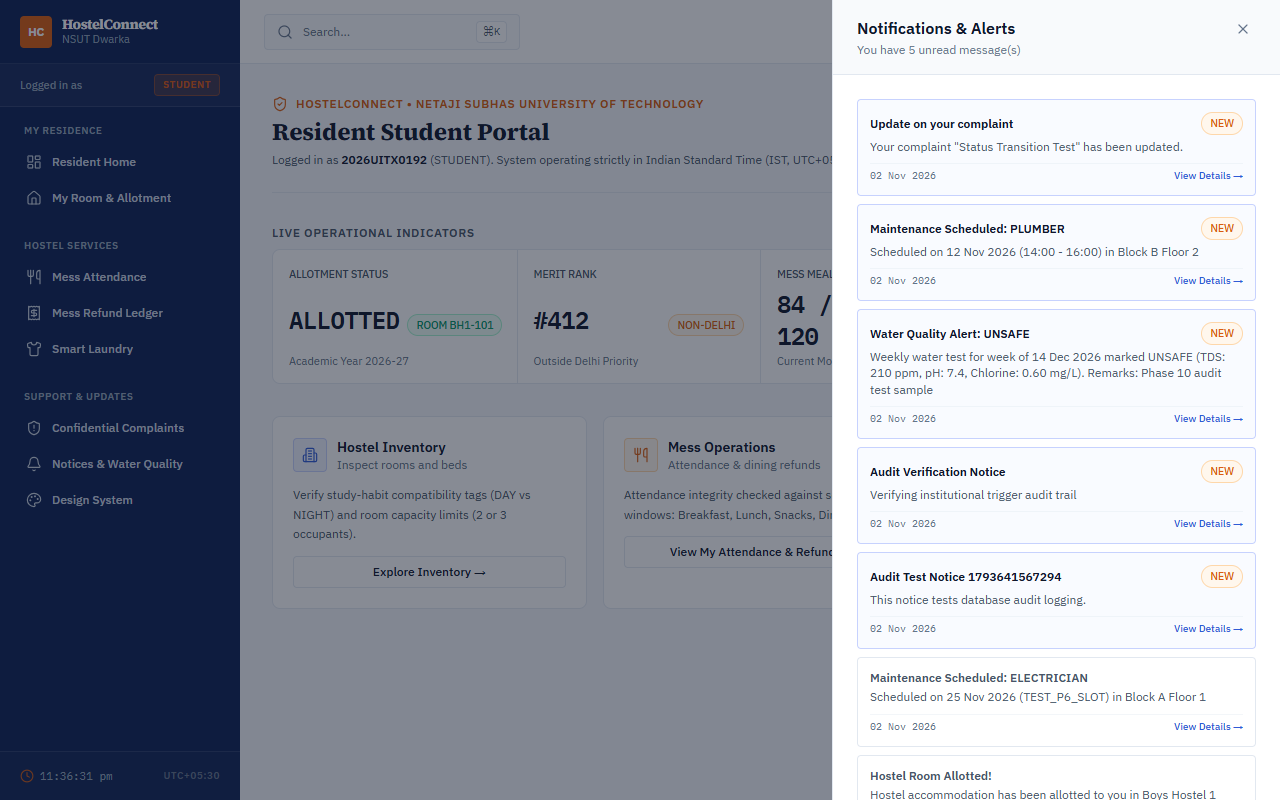 HC
HostelConnect
NSUT Dwarka
Logged in as
STUDENT
MY RESIDENCE
Resident Home
My Room & Allotment
HOSTEL SERVICES
Mess Attendance
Mess Refund Ledger
Smart Laundry
SUPPORT & UPDATES
Confidential Complaints
Notices & Water Quality
Design System
11:36:31 pm
UTC+05:30
Search...
⌘K
HOSTELCONNECT • NETAJI SUBHAS UNIVERSITY OF TECHNOLOGY
Resident Student Portal
Logged in as 2026UITX0192 (STUDENT). System operating strictly in Indian Standard Time (IST, UTC+05
LIVE OPERATIONAL INDICATORS
ALLOTMENT STATUS
ALLOTTED
ROOM BH1-101
Academic Year 2026-27
MERIT RANK
#412
NON-DELHI
Outside Delhi Priority
MESS MEAL
84 /
120
Current Mo
Hostel Inventory
Inspect rooms and beds
Verify study-habit compatibility tags (DAY vs
NIGHT) and room capacity limits (2 or 3
occupants).
Explore Inventory →
Mess Operations
Attendance & dining refunds
Attendance integrity checked against s
windows: Breakfast, Lunch, Snacks, Din
View My Attendance & Refund
Notifications & Alerts
You have 5 unread message(s)
Update on your complaint
NEW
Your complaint "Status Transition Test" has been updated.
02 Nov 2026
View Details →
Maintenance Scheduled: PLUMBER
NEW
Scheduled on 12 Nov 2026 (14:00 - 16:00) in Block B Floor 2
02 Nov 2026
View Details →
Water Quality Alert: UNSAFE
NEW
Weekly water test for week of 14 Dec 2026 marked UNSAFE (TDS:
210 ppm, pH: 7.4, Chlorine: 0.60 mg/L). Remarks: Phase 10 audit
test sample
02 Nov 2026
View Details →
Audit Verification Notice
NEW
Verifying institutional trigger audit trail
02 Nov 2026
View Details →
Audit Test Notice 1793641567294
NEW
This notice tests database audit logging.
02 Nov 2026
View Details →
Maintenance Scheduled: ELECTRICIAN
Scheduled on 25 Nov 2026 (TEST_P6_SLOT) in Block A Floor 1
02 Nov 2026
View Details →
Hostel Room Allotted!
Hostel accommodation has been allotted to you in Boys Hostel 1